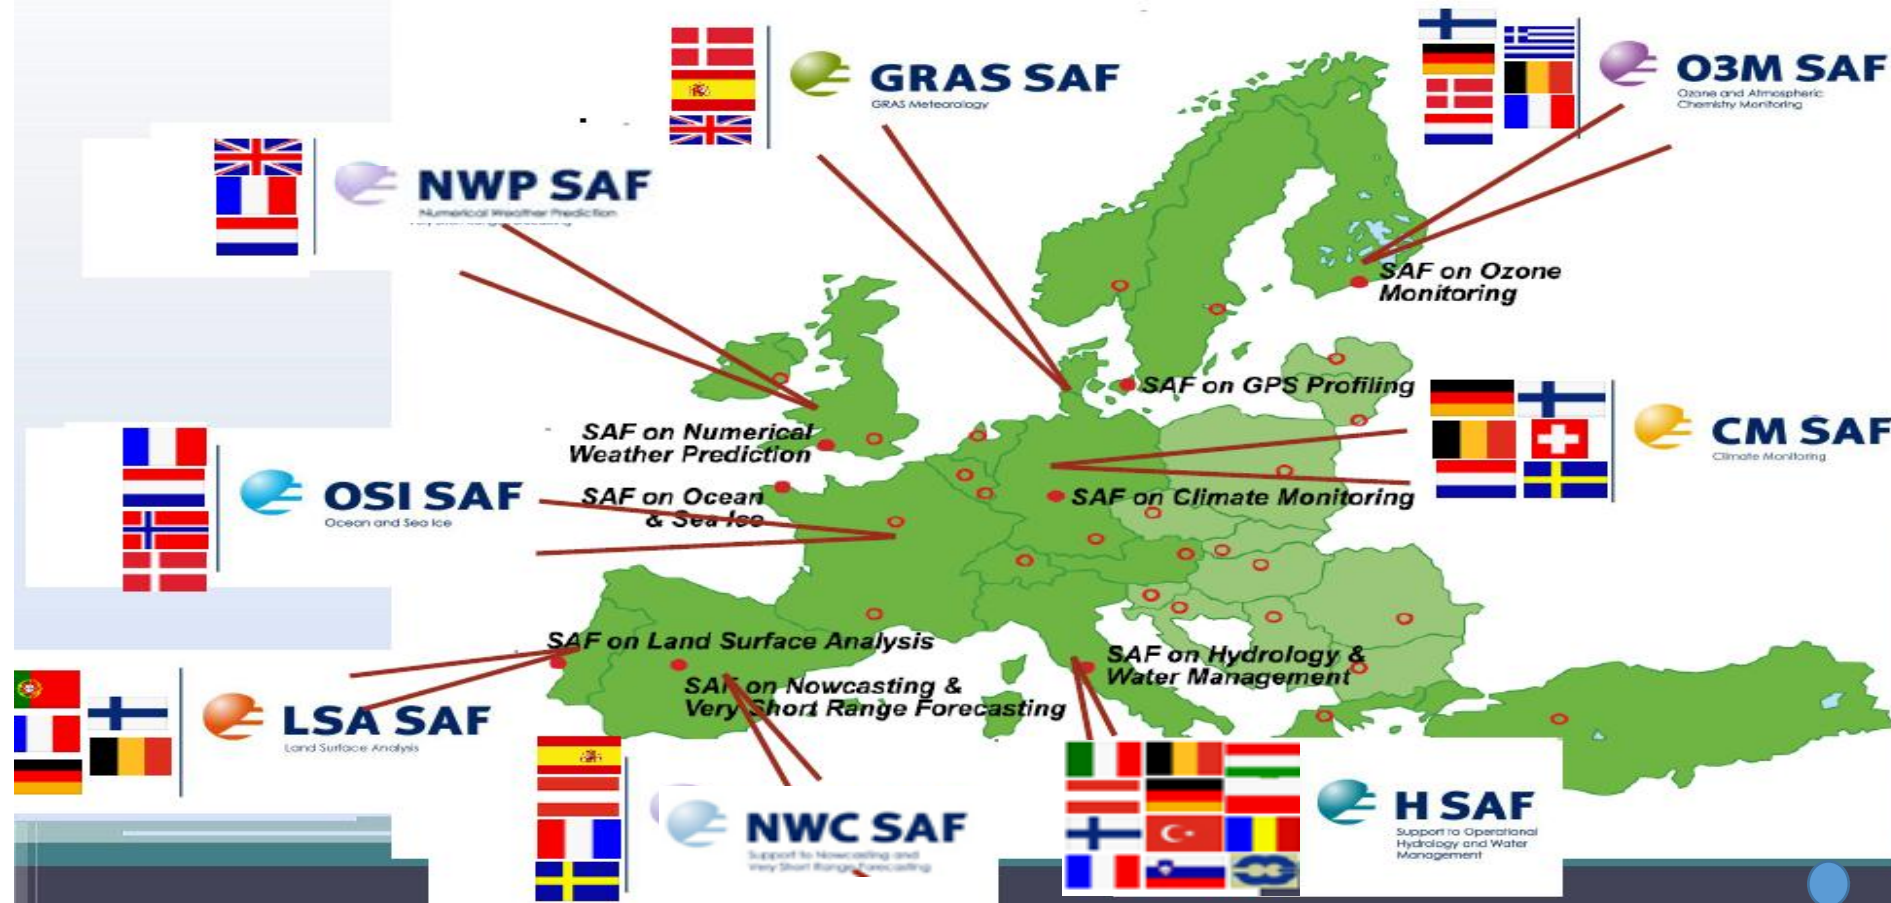 GRAS SAF
GRAS Meteorology
O3M SAF
Ozone and Atmospheric
Chemistry Monitoring
NWP SAF
Numerical Weather Prediction
SAF on Ozone
Monitoring
SAF on GPS Profiling
SAF on Numerical
Weather Prediction
CM SAF
Climate Monitoring
OSI SAF
Ocean and Sea Ice
SAF on Ocean
& Sea Ice
SAF on Climate Monitoring
SAF on Land Surface Analysis
SAF on Hydrology &
Water Management
SAF on Nowcasting &
Very Short Range Forecasting
LSA SAF
Land Surface Analysis
NWC SAF
Support to Nowcasting and
Very Short Range Forecasting
H SAF
Support to Operational
Hydrology and Water
Management